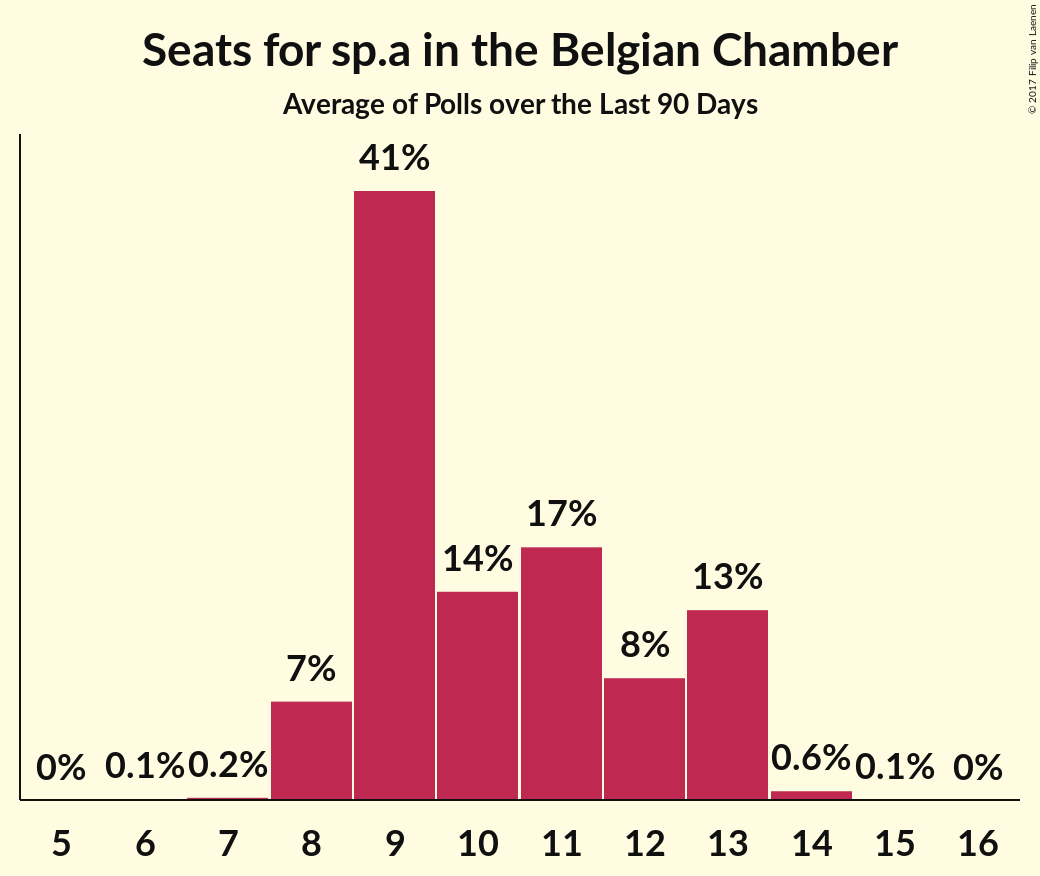 Seats for sp.a in the Belgian Chamber
Average of Polls over the Last 90 Days
© 2017 Filip van Laenen
41%
17%
14%
13%
8%
7%
0% 0.1% 0.2% 0.6% 0.1% 0%
5 6 7 8 9 10 11 12 13 14 15 16